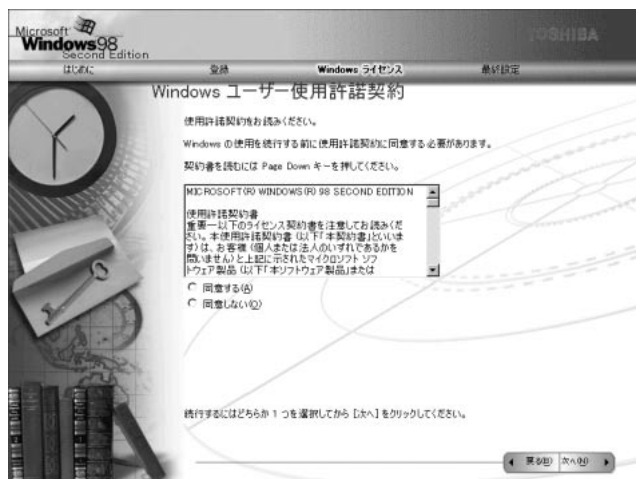 Microsoft
Windows98
Second Edition
TOSHIBA
はじめに 登録 Windows ライセンス 最終設定
Windows ユーザー使用許諾契約
使用許諾契約をお読みください。
Windows の使用を続行する前に使用許諾契約に同意する必要があります。
契約書を読むには Page Down キーを押してください。
MICROSOFT(R) WINDOWS(R) 98 SECOND EDITION
使用許諾契約書
重要－以下のライセンス契約書を注意してお読みくだ
さい。本使用許諾契約書（以下｢本契約書｣といいま
す）は、お客様（個人または法人のいずれであるかを
問いません）と上記に示されたマイクロソフト ソフ
トウェア製品（以下｢本ソフトウェア製品｣または
同意する(A)
同意しない(O)
続行するにはどちらか 1 つを選択してから [次へ] をクリックしてください。
戻る(B) 次へ(N)